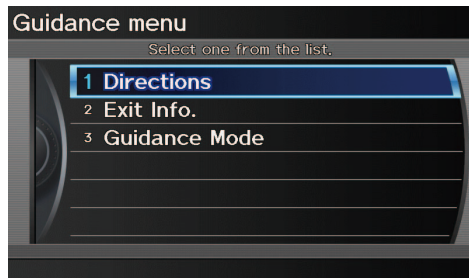 Guidance menu
Select one from the list.
1 Directions
2 Exit Info.
3 Guidance Mode